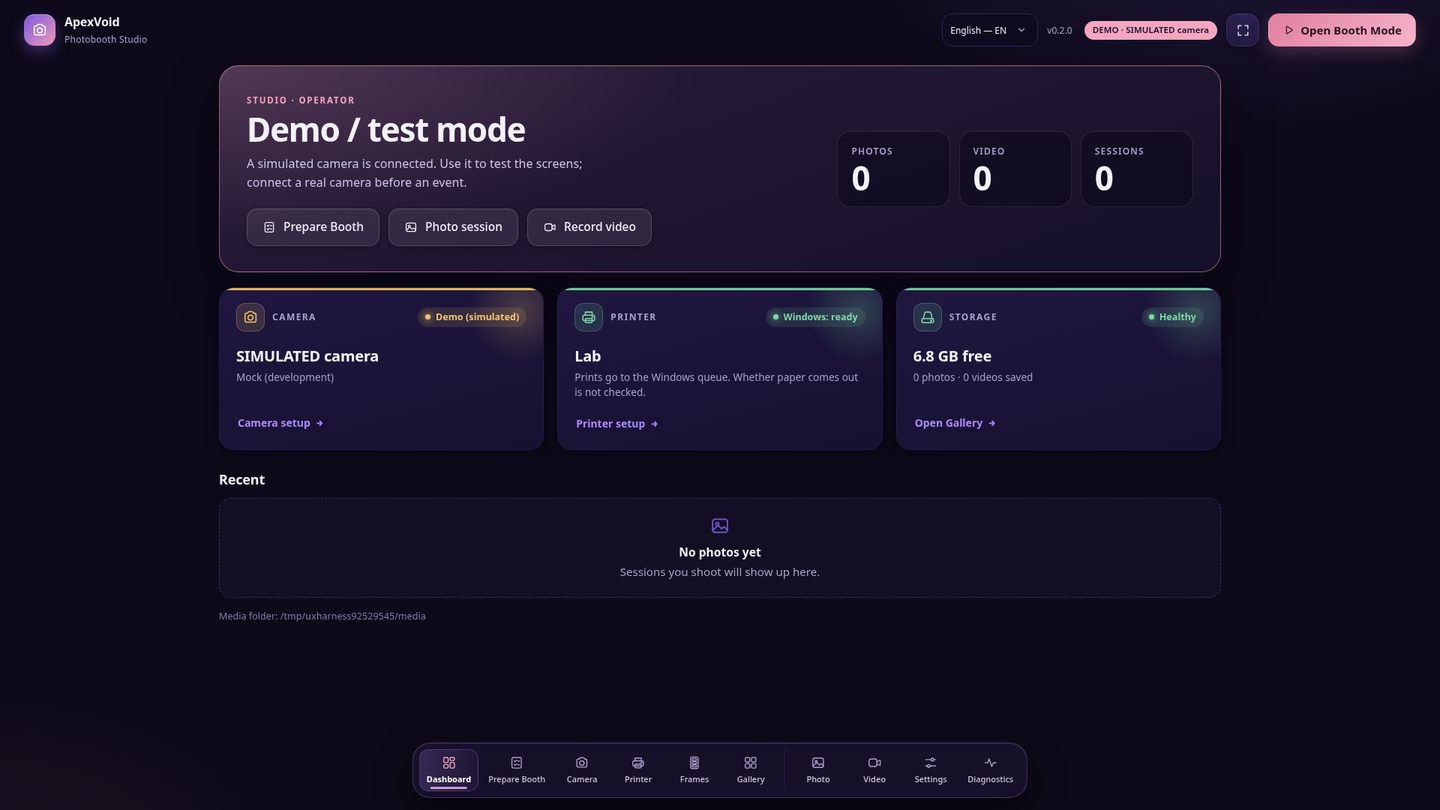 ApexVoid
Photobooth Studio
English — EN
v0.2.0
DEMO · SIMULATED camera
Open Booth Mode
STUDIO · OPERATOR
Demo / test mode
A simulated camera is connected. Use it to test the screens;
connect a real camera before an event.
Prepare Booth
Photo session
Record video
PHOTOS
0
VIDEO
0
SESSIONS
0
CAMERA
Demo (simulated)
SIMULATED camera
Mock (development)
Camera setup
PRINTER
Windows: ready
Lab
Prints go to the Windows queue. Whether paper comes out
is not checked.
Printer setup
STORAGE
Healthy
6.8 GB free
0 photos · 0 videos saved
Open Gallery
Recent
No photos yet
Sessions you shoot will show up here.
Media folder: /tmp/uxharness92529545/media
Dashboard
Prepare Booth
Camera
Printer
Frames
Gallery
Photo
Video
Settings
Diagnostics